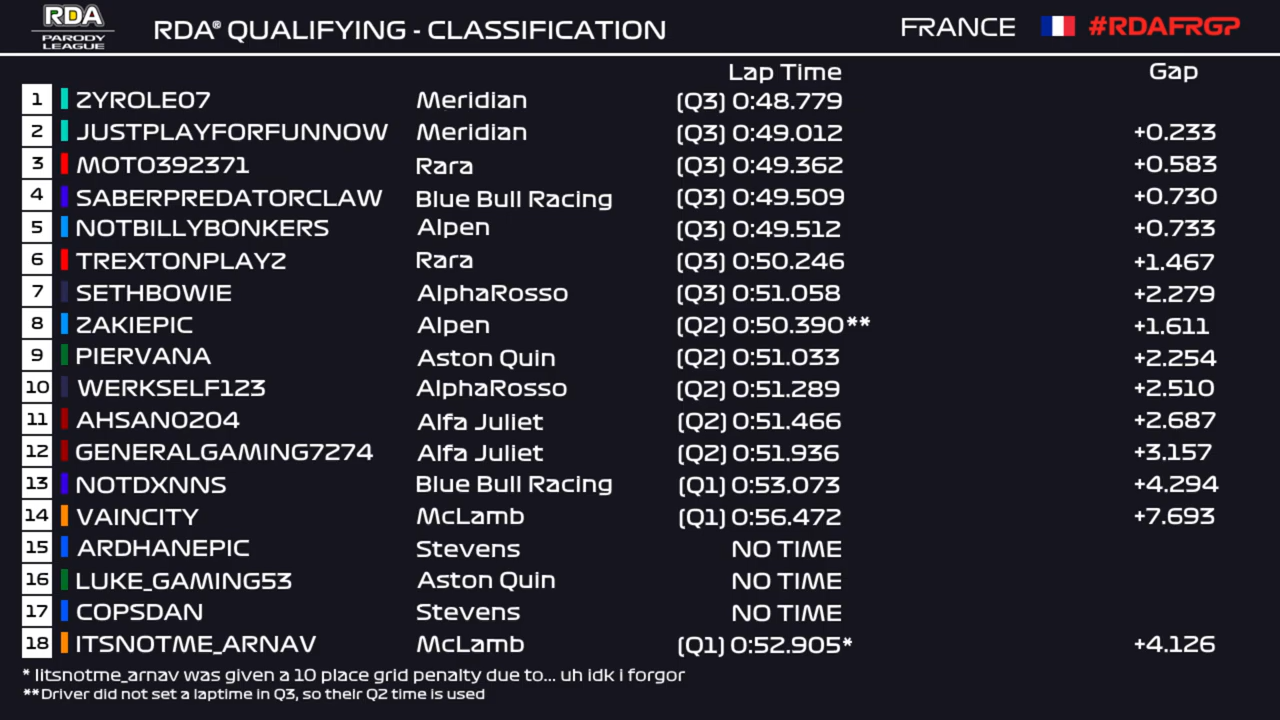 RDA
PARODY
LEAGUE
RDA® QUALIFYING - CLASSIFICATION
FRANCE #RDAFRGP
Lap Time Gap
1 ZYROLE07 Meridian (Q3) 0:48.779
2 JUSTPLAYFORFUNNOW Meridian (Q3) 0:49.012 +0.233
3 MOTO392371 Rara (Q3) 0:49.362 +0.583
4 SABERPREDATORCLAW Blue Bull Racing (Q3) 0:49.509 +0.730
5 NOTBILLYBONKERS Alpen (Q3) 0:49.512 +0.733
6 TREXTONPLAYZ Rara (Q3) 0:50.246 +1.467
7 SETHBOWIE AlphaRosso (Q3) 0:51.058 +2.279
8 ZAKIEPIC Alpen (Q2) 0:50.390** +1.611
9 PIERVANA Aston Quin (Q2) 0:51.033 +2.254
10 WERKSELF123 AlphaRosso (Q2) 0:51.289 +2.510
11 AHSAN0204 Alfa Juliet (Q2) 0:51.466 +2.687
12 GENERALGAMING7274 Alfa Juliet (Q2) 0:51.936 +3.157
13 NOTDXNNS Blue Bull Racing (Q1) 0:53.073 +4.294
14 VAINCITY McLamb (Q1) 0:56.472 +7.693
15 ARDHANEPIC Stevens NO TIME
16 LUKE_GAMING53 Aston Quin NO TIME
17 COPSDAN Stevens NO TIME
18 ITSNOTME_ARNAV McLamb (Q1) 0:52.905* +4.126
* Iitsnotme_arnav was given a 10 place grid penalty due to... uh idk i forgor
**Driver did not set a laptime in Q3, so their Q2 time is used